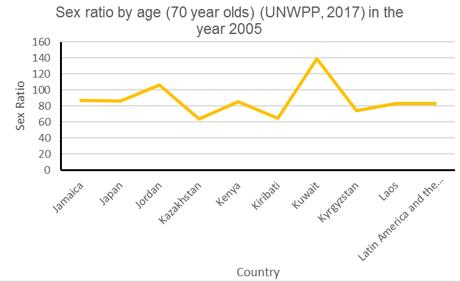 Sex ratio by age (70 year olds) (UNWPP, 2017) in the
year 2005
160
140
120
100
80
60
40
20
0
Sex Ratio
Jamaica
Japan
Jordan
Kazakhstan
Kenya
Kiribati
Kuwait
Kyrgyzstan
Laos
Latin America and the...
Country